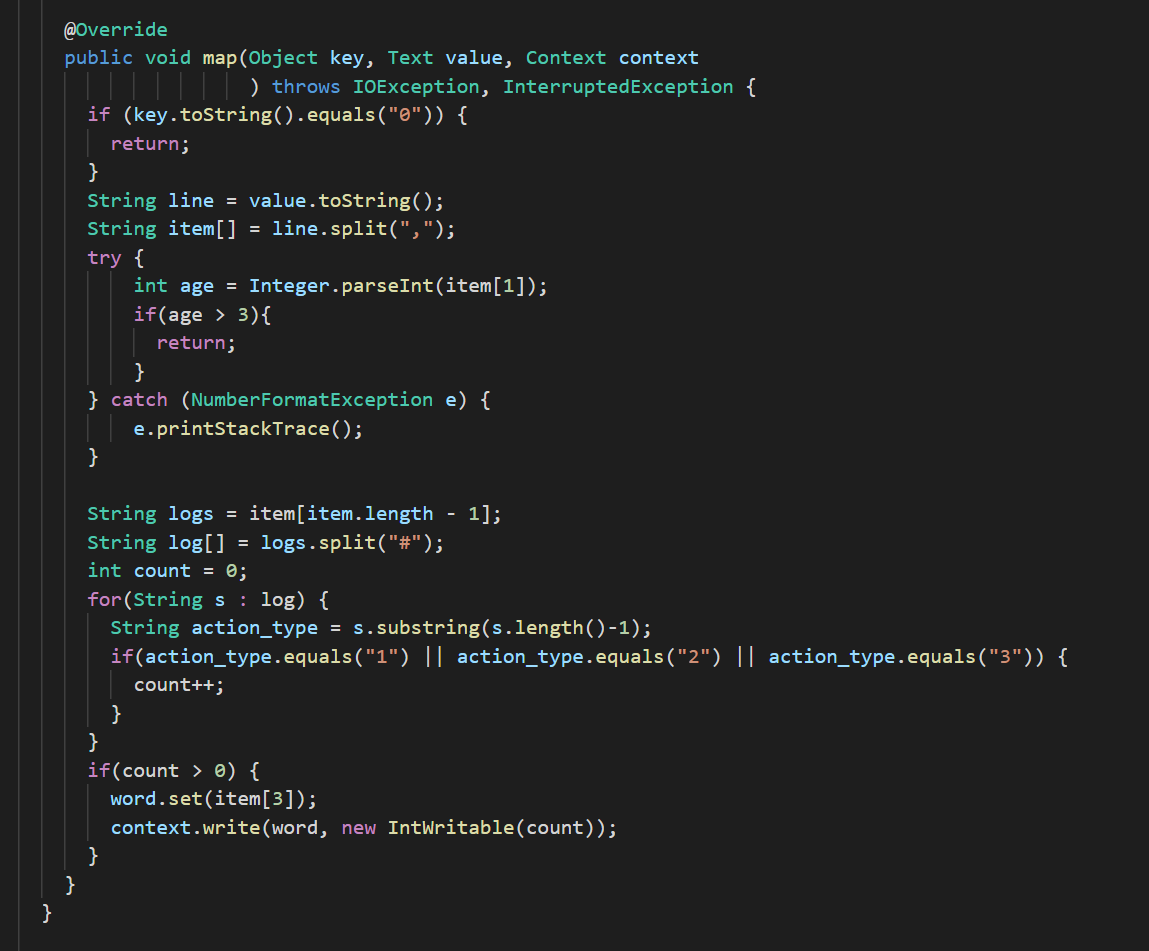 @Override
public void map(Object key, Text value, Context context
) throws IOException, InterruptedException {
if (key.toString().equals("0")) {
return;
}
String line = value.toString();
String item[] = line.split(",");
try {
int age = Integer.parseInt(item[1]);
if(age > 3){
return;
}
} catch (NumberFormatException e) {
e.printStackTrace();
}
String logs = item[item.length - 1];
String log[] = logs.split("#");
int count = 0;
for(String s : log) {
String action_type = s.substring(s.length()-1);
if(action_type.equals("1") || action_type.equals("2") || action_type.equals("3")) {
count++;
}
}
if(count > 0) {
word.set(item[3]);
context.write(word, new IntWritable(count));
}
}
}